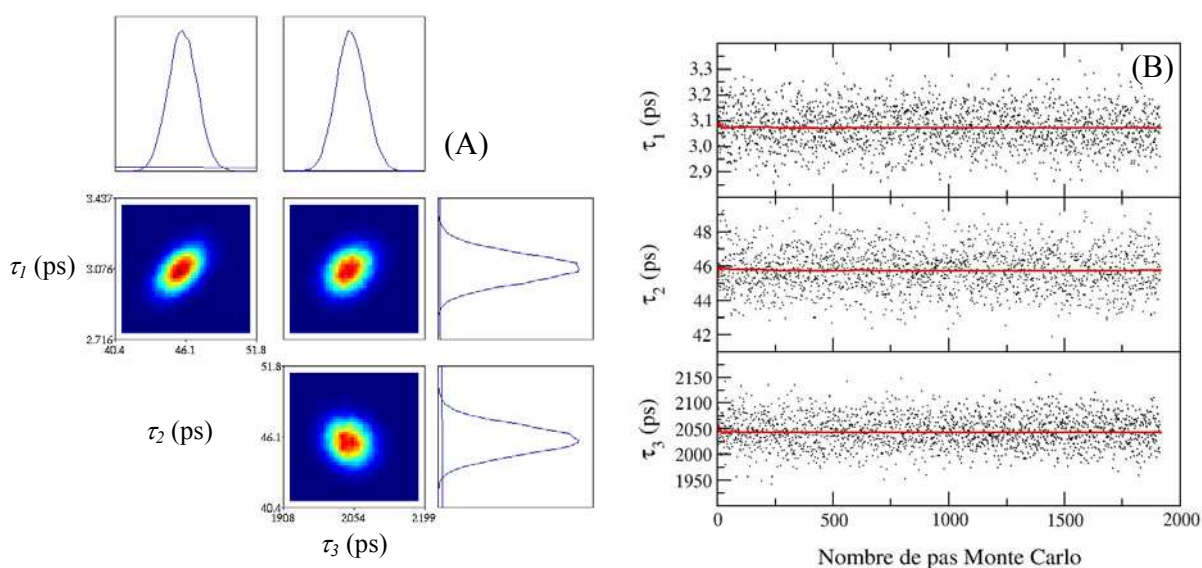 (A)
3.437
τ1 (ps)
3.076
2.716
40.4 46.1 51.8
51.8
τ2 (ps)
46.1
40.4
1908 2054 2199
τ3 (ps)
(B)
τ1 (ps)
3,3
3,2
3,1
3,0
2,9
τ2 (ps)
48
46
44
42
τ3 (ps)
2150
2100
2050
2000
1950
0 500 1000 1500 2000
Nombre de pas Monte Carlo